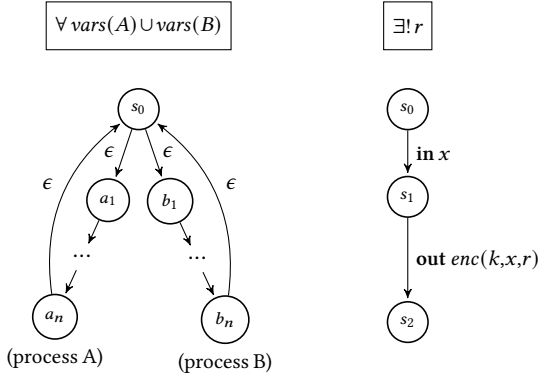 ∀ vars(A)∪vars(B)
∃! r
s0
s0
ϵ
ϵ
in x
ϵ
ϵ
a1
b1
s1
...
...
out enc(k,x,r)
an
bn
s2
(process A)
(process B)